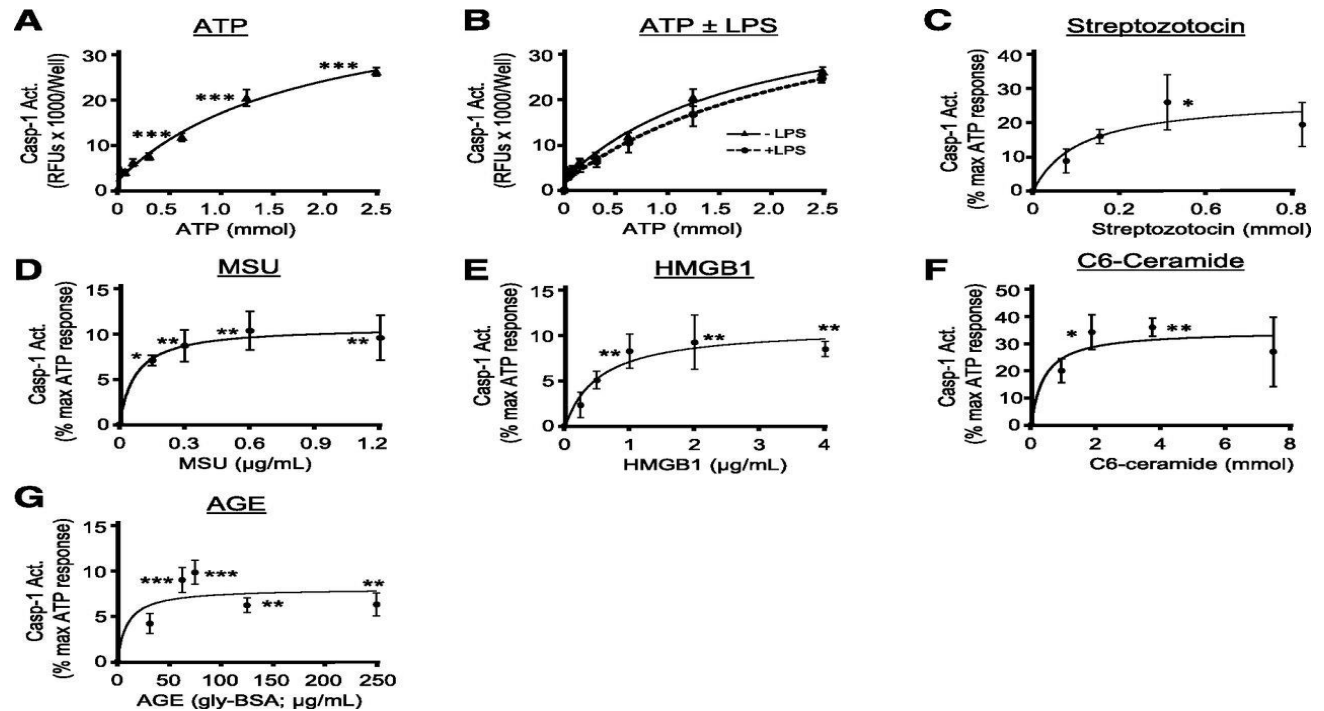 A
ATP
Casp-1 Act.
(RFUs x 1000/Well)
30
20
10
0
***
***
***
0
0.5
1.0
1.5
2.0
2.5
ATP (mmol)
B
ATP ± LPS
Casp-1 Act.
(RFUs x 1000/Well)
30
20
10
0
- LPS
+LPS
0
0.5
1.0
1.5
2.0
2.5
ATP (mmol)
C
Streptozotocin
Casp-1 Act.
(% max ATP response)
40
30
20
10
0
*
0
0.2
0.6
0.8
Streptozotocin (mmol)
D
MSU
Casp-1 Act.
(% max ATP response)
15
10
5
0
*
**
**
**
0
0.3
0.6
0.9
1.2
MSU (µg/mL)
E
HMGB1
Casp-1 Act.
(% max ATP response)
15
10
5
0
**
**
**
0
1
2
3
4
HMGB1 (µg/mL)
F
C6-Ceramide
Casp-1 Act.
(% max ATP response)
50
40
30
20
10
0
*
**
0
2
4
6
8
C6-ceramide (mmol)
G
AGE
Casp-1 Act.
(% max ATP response)
15
10
5
0
***
***
**
**
0
50
100
150
200
250
AGE (gly-BSA; µg/mL)